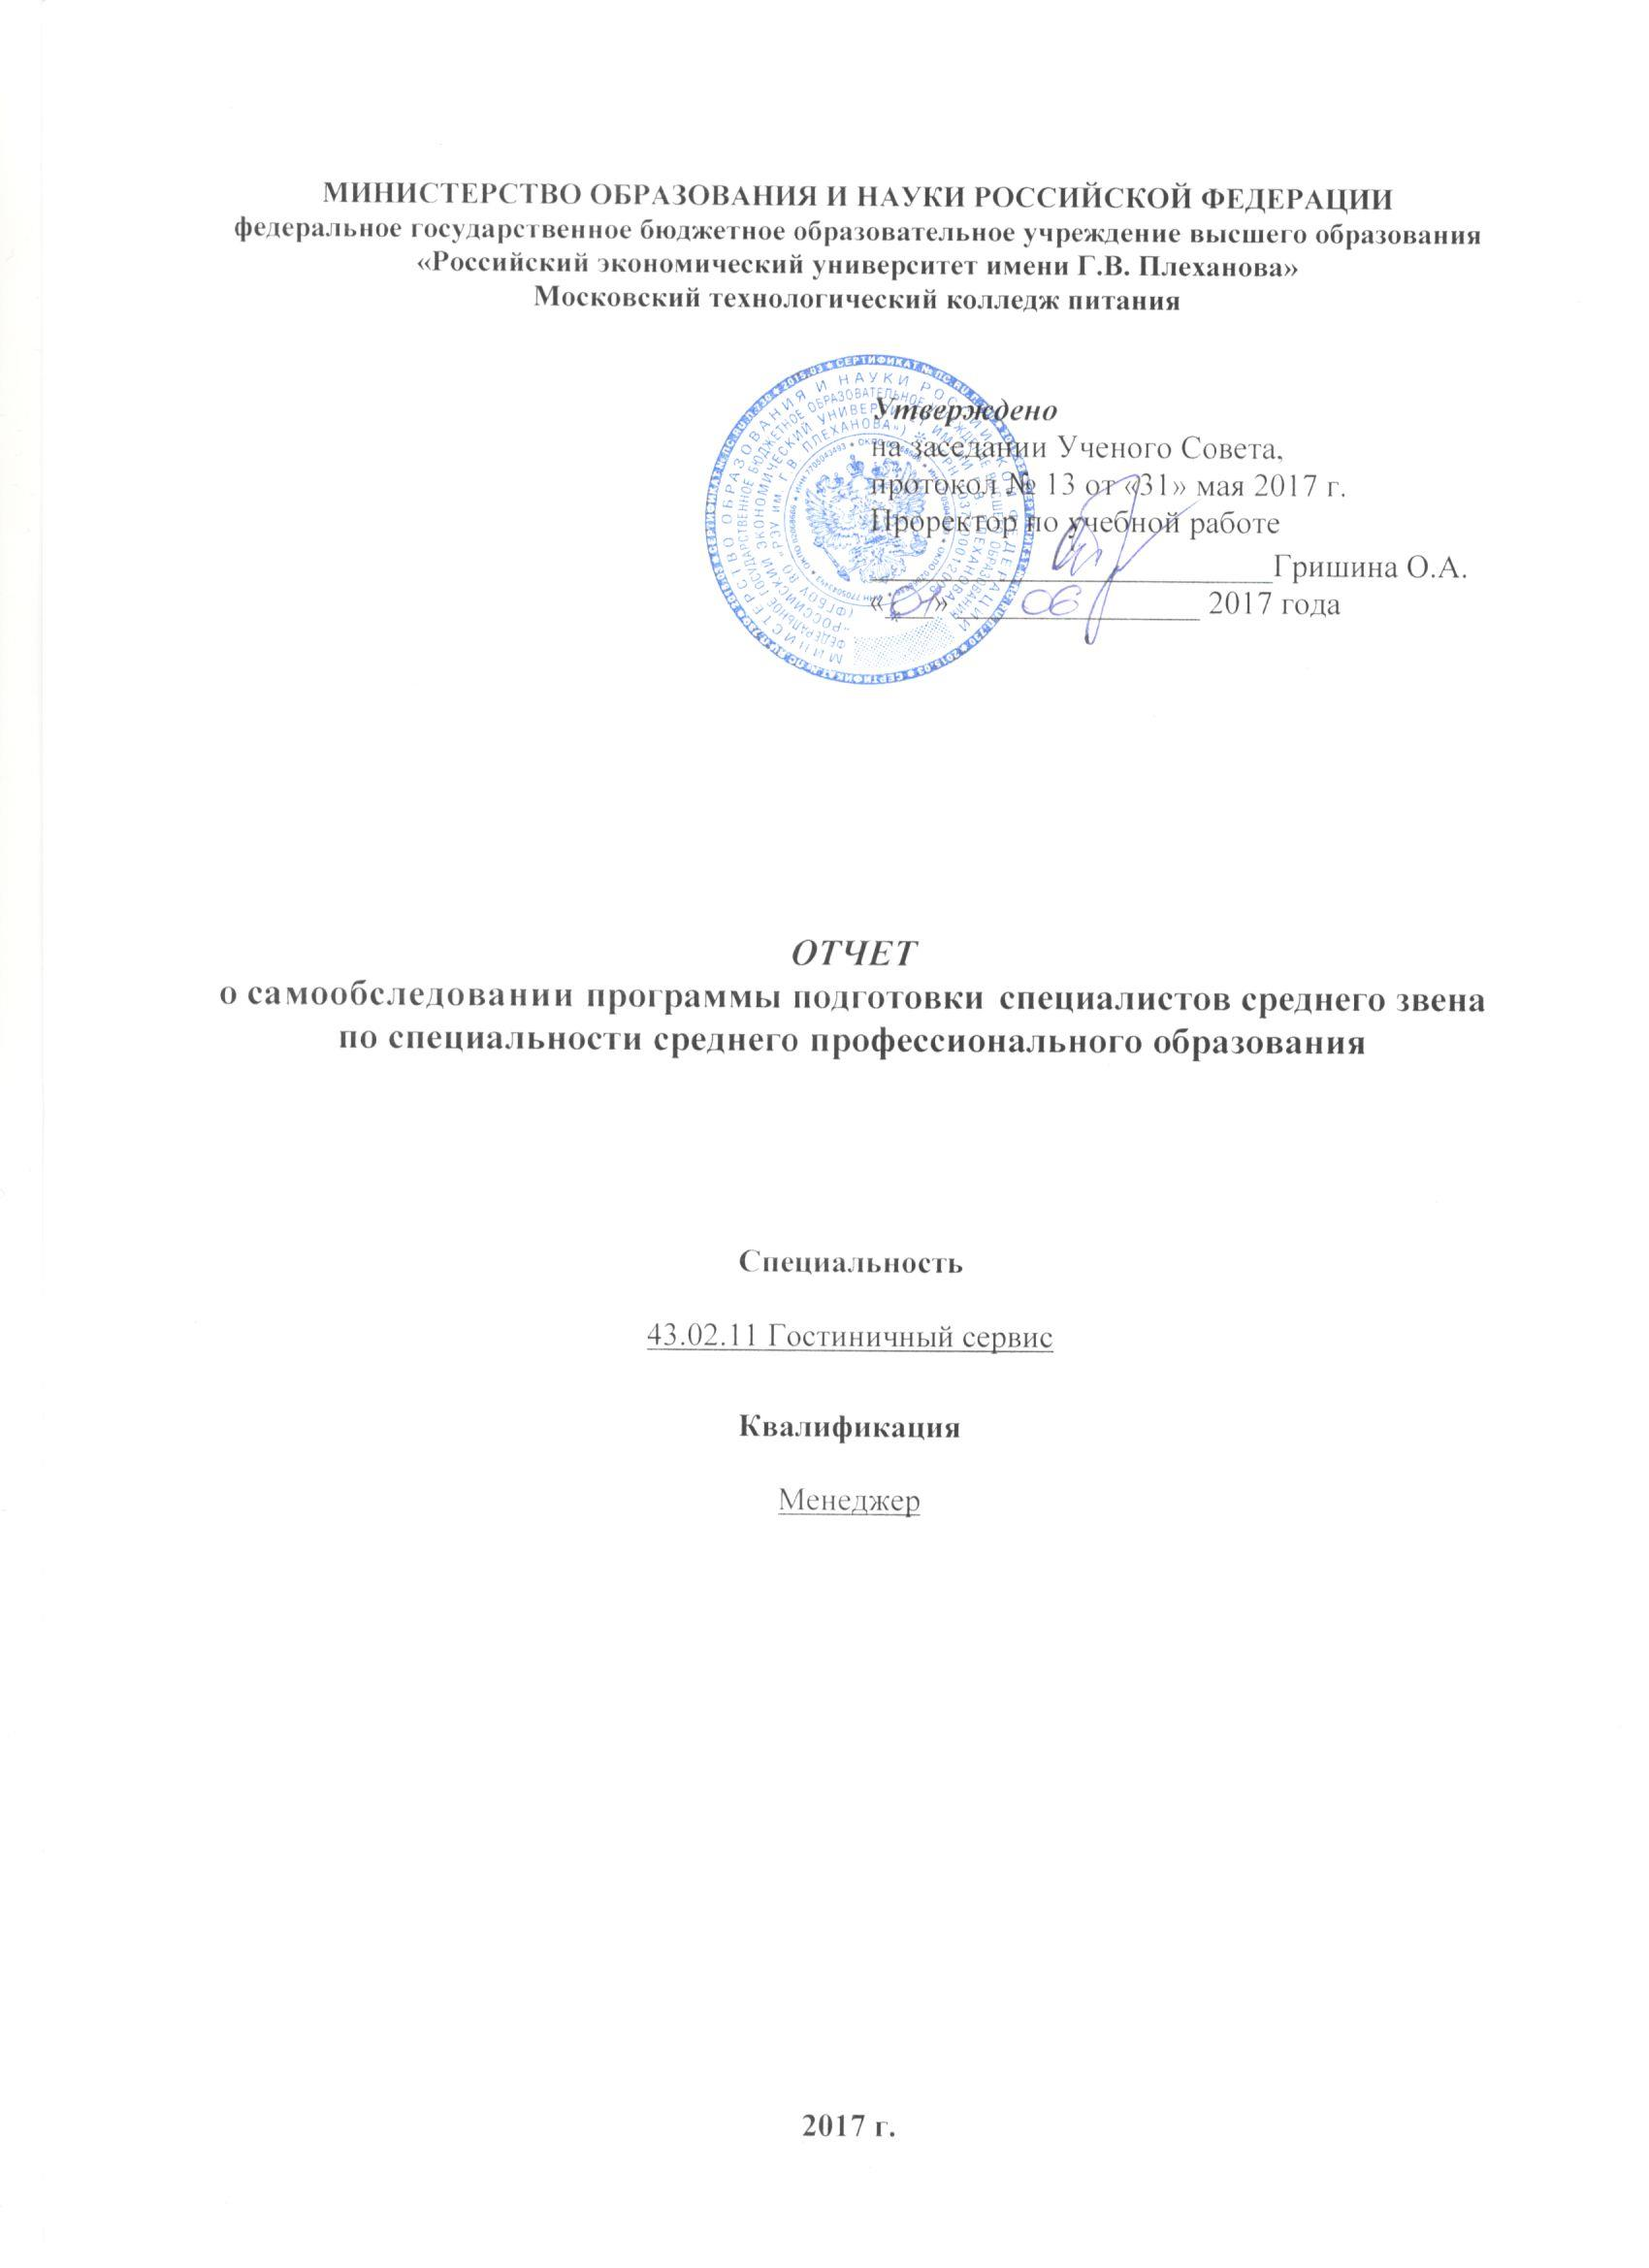 МИНИСТЕРСТВО ОБРАЗОВАНИЯ И НАУКИ РОССИЙСКОЙ ФЕДЕРАЦИИ
федеральное государственное бюджетное образовательное учреждение высшего образования
«Российский экономический университет имени Г.В. Плеханова»
Московский технологический колледж питания
Утверждено
на заседании Ученого Совета,
протокол № 13 от «31» мая 2017 г.
Проректор по учебной работе
Гришина О.А.
«01» 06 2017 года
ОТЧЕТ
о самообследовании программы подготовки специалистов среднего звена
по специальности среднего профессионального образования
Специальность
43.02.11 Гостиничный сервис
Квалификация
Менеджер
2017 г.